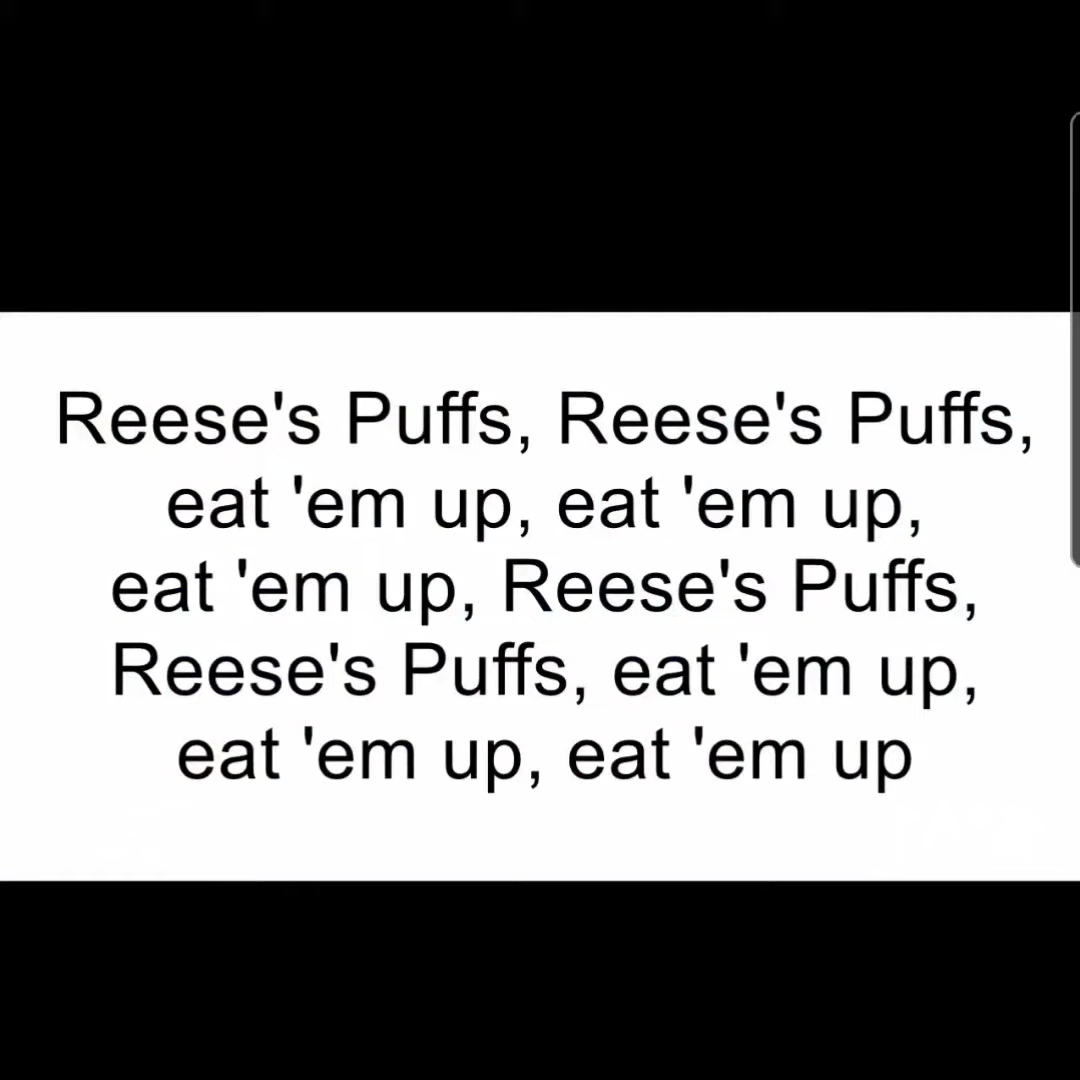 Reese's Puffs, Reese's Puffs,
eat 'em up, eat 'em up,
eat 'em up, Reese's Puffs,
Reese's Puffs, eat 'em up,
eat 'em up, eat 'em up